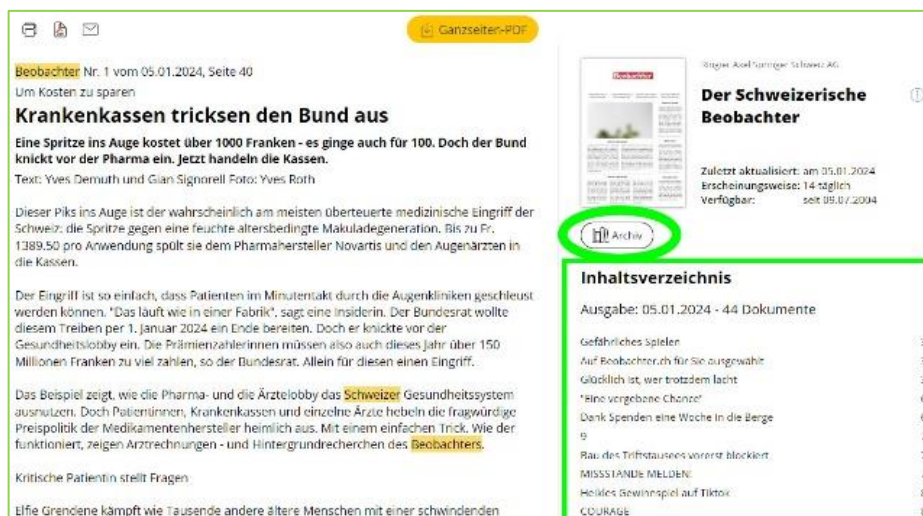 Ganzseiten-PDF
Beobachter Nr. 1 vom 05.01.2024, Seite 40
Um Kosten zu sparen
Krankenkassen tricksen den Bund aus
Eine Spritze ins Auge kostet über 1000 Franken - es ginge auch für 100. Doch der Bund
knickt vor der Pharma ein. Jetzt handeln die Kassen.
Text: Yves Demuth und Gian Signorell Foto: Yves Roth
Dieser Piks ins Auge ist der wahrscheinlich am meisten überteuerte medizinische Eingriff der
Schweiz: die Spritze gegen eine feuchte altersbedingte Makuladegeneration. Bis zu Fr.
1389.50 pro Anwendung spült sie dem Pharmahersteller Novartis und den Augenärzten in
die Kassen.
Der Eingriff ist so einfach, dass Patienten im Minutentakt durch die Augenkliniken geschleust
werden können. "Das läuft wie in einer Fabrik", sagt eine Insiderin. Der Bundesrat wollte
diesem Treiben per 1. Januar 2024 ein Ende bereiten. Doch er knickte vor der
Gesundheitslobby ein. Die Prämienzahlerinnen müssen also auch dieses Jahr über 150
Millionen Franken zu viel zahlen, so der Bundesrat. Allein für diesen einen Eingriff.
Das Beispiel zeigt, wie die Pharma- und die Ärztelobby das Schweizer Gesundheitssystem
ausnutzen. Doch Patientinnen, Krankenkassen und einzelne Ärzte hebeln die fragwürdige
Preispolitik der Medikamentenhersteller heimlich aus. Mit einem einfachen Trick. Wie der
funktioniert, zeigen Arztrechnungen - und Hintergrundrecherchen des Beobachters.
Kritische Patientin stellt Fragen
Elfie Grendene kämpft wie Tausende andere ältere Menschen mit einer schwindenden
Beobachter
Ringier Axel Springer Schweiz AG
Der Schweizerische
Beobachter
Zuletzt aktualisiert: am 05.01.2024
Erscheinungsweise: 14-täglich
Verfügbar: seit 09.07.2004
Archiv
Inhaltsverzeichnis
Ausgabe: 05.01.2024 - 44 Dokumente
Gefährliches Spielen
Auf Beobachter.ch für Sie ausgewählt
Glücklich ist, wer trotzdem lacht
"Eine vergebene Chance"
Dank Spenden eine Woche in die Berge
9
Bau des Triftstausees vorerst blockiert
MISSSTÄNDE MELDEN:
Heikles Gewinnspiel auf Tiktok
COURAGE